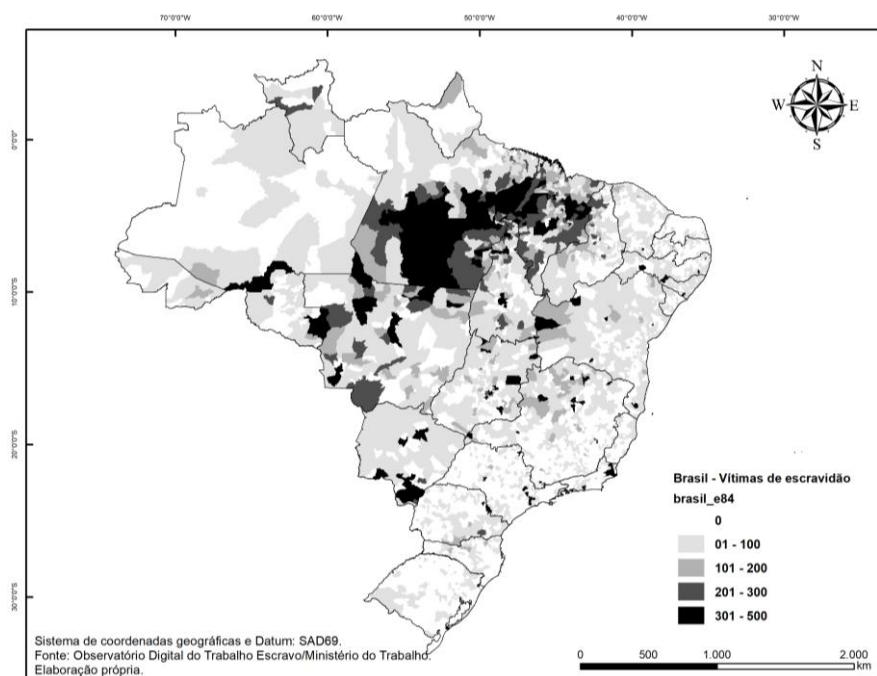 70°0'0"W 60°0'0"W 50°0'0"W 40°0'0"W 30°0'0"W
N
W E
S
0°0'0"
10°0'0"S
20°0'0"S
30°0'0"S
Brasil - Vítimas de escravidão
brasil_e84
0
01 - 100
101 - 200
201 - 300
301 - 500
Sistema de coordenadas geográficas e Datum: SAD69.
Fonte: Observatório Digital do Trabalho Escravo/Ministério do Trabalho.
Elaboração própria.
0 500 1.000 2.000
km